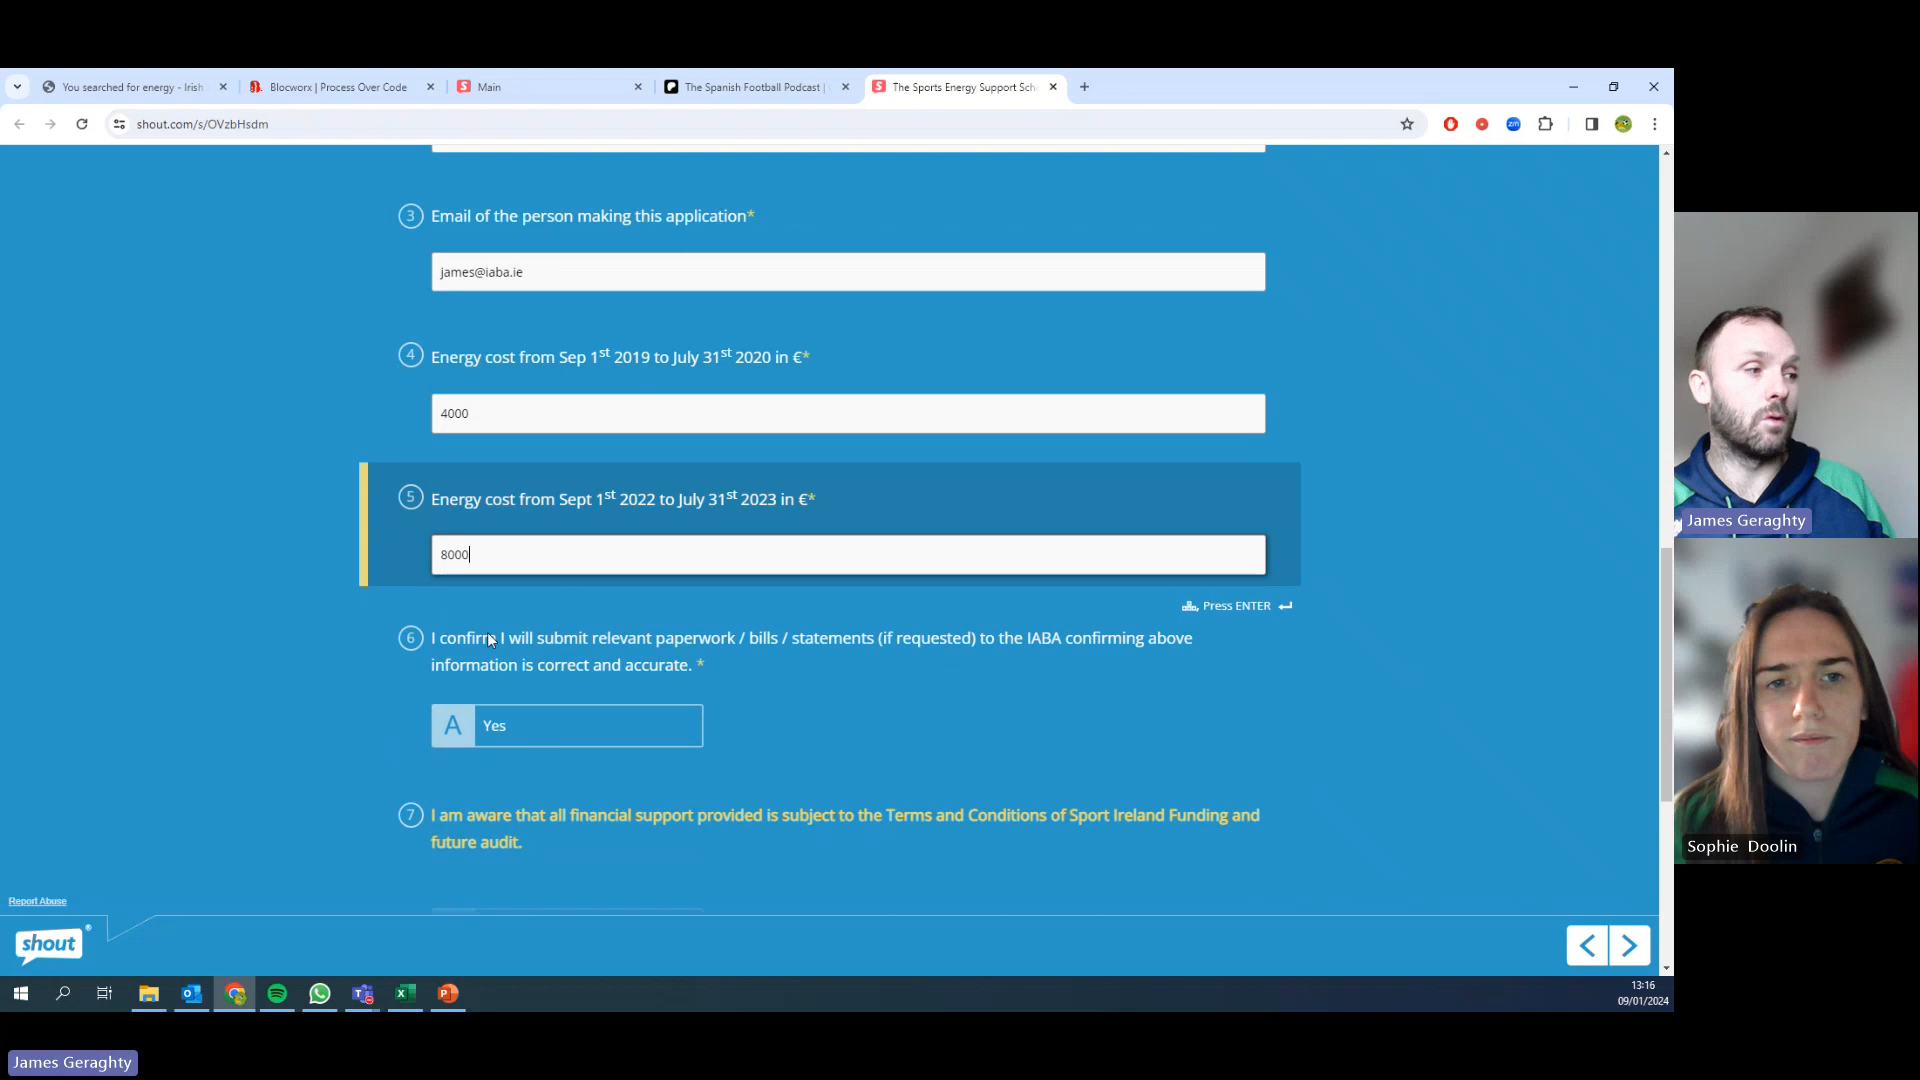 You searched for energy - Irish
Blocworx | Process Over Code
Main
The Spanish Football Podcast |
The Sports Energy Support Sch
shout.com/s/OVzbHsdm
3 Email of the person making this application*
james@iaba.ie
4 Energy cost from Sep 1st 2019 to July 31st 2020 in €*
4000
5 Energy cost from Sept 1st 2022 to July 31st 2023 in €*
8000
Press ENTER
6 I confirm I will submit relevant paperwork / bills / statements (if requested) to the IABA confirming above
information is correct and accurate. *
A Yes
7 I am aware that all financial support provided is subject to the Terms and Conditions of Sport Ireland Funding and
future audit.
Report Abuse
shout
13:16
09/01/2024
James Geraghty
Sophie Doolin
James Geraghty